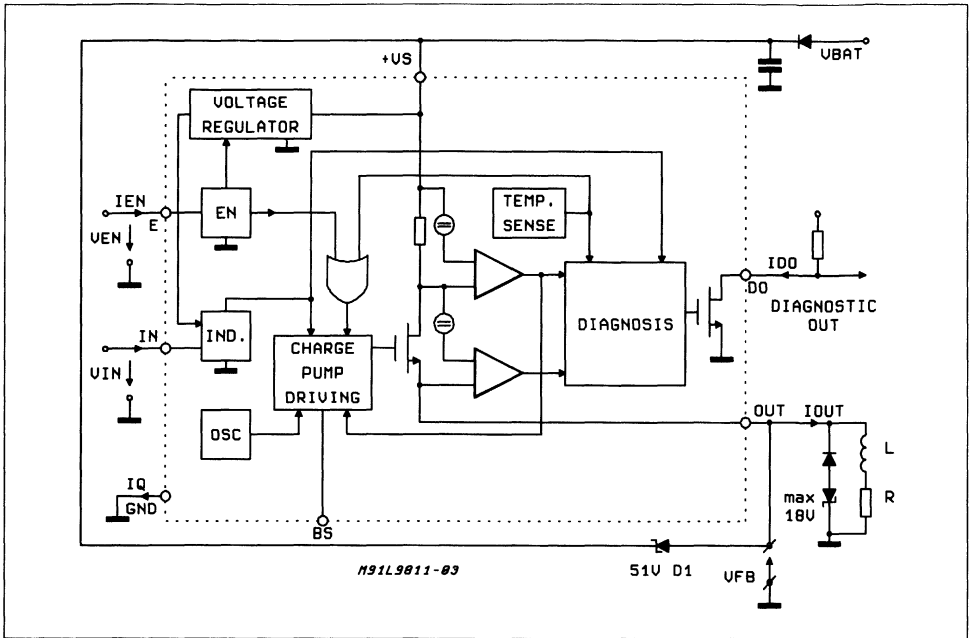 +VS
VBAT
VOLTAGE
REGULATOR
IEN
E
EN
VEN
TEMP.
SENSE
IDO
DO
DIAGNOSTIC
OUT
IN
IND.
VIN
CHARGE
PUMP
DRIVING
DIAGNOSIS
OSC
OUT
IOUT
L
R
max
18V
IQ
GND
BS
51V D1
VFB
M91L9811-03